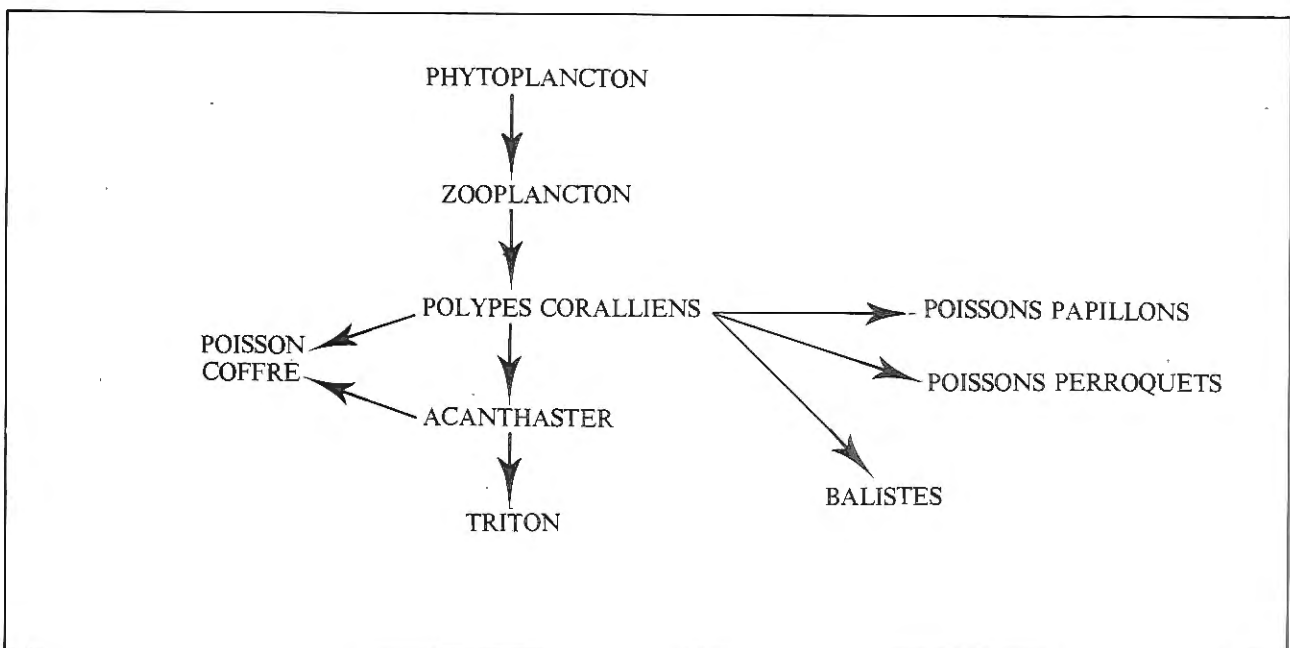 PHYTOPLANCTON
ZOOPLANCTON
POLYPES CORALLIENS
POISSONS PAPILLONS
POISSON
COFFRE
POISSONS PERROQUETS
ACANTHASTER
BALISTES
TRITON